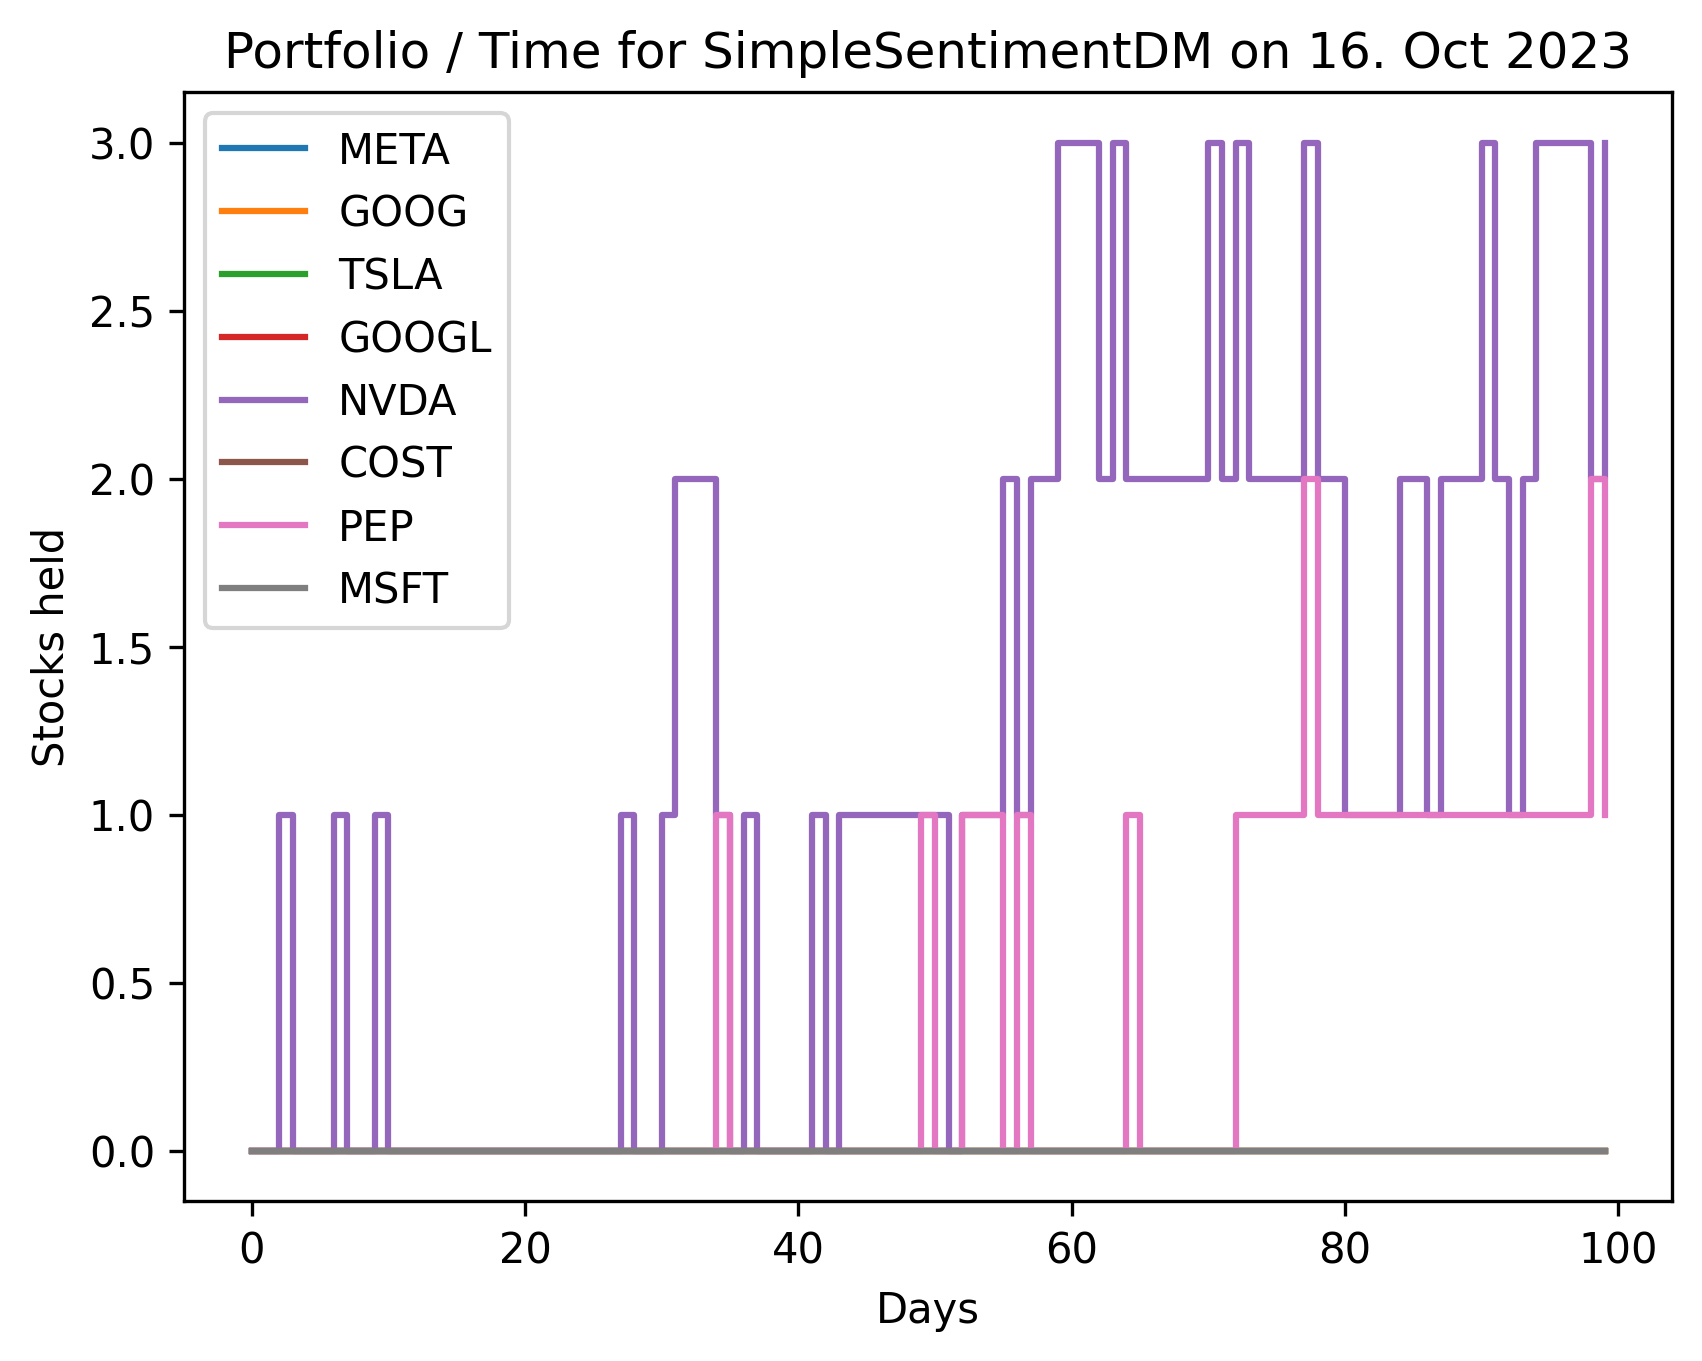 Portfolio / Time for SimpleSentimentDM on 16. Oct 2023
META
GOOG
TSLA
GOOGL
NVDA
COST
PEP
MSFT
3.0
2.5
2.0
1.5
1.0
0.5
0.0
Stocks held
0 20 40 60 80 100
Days